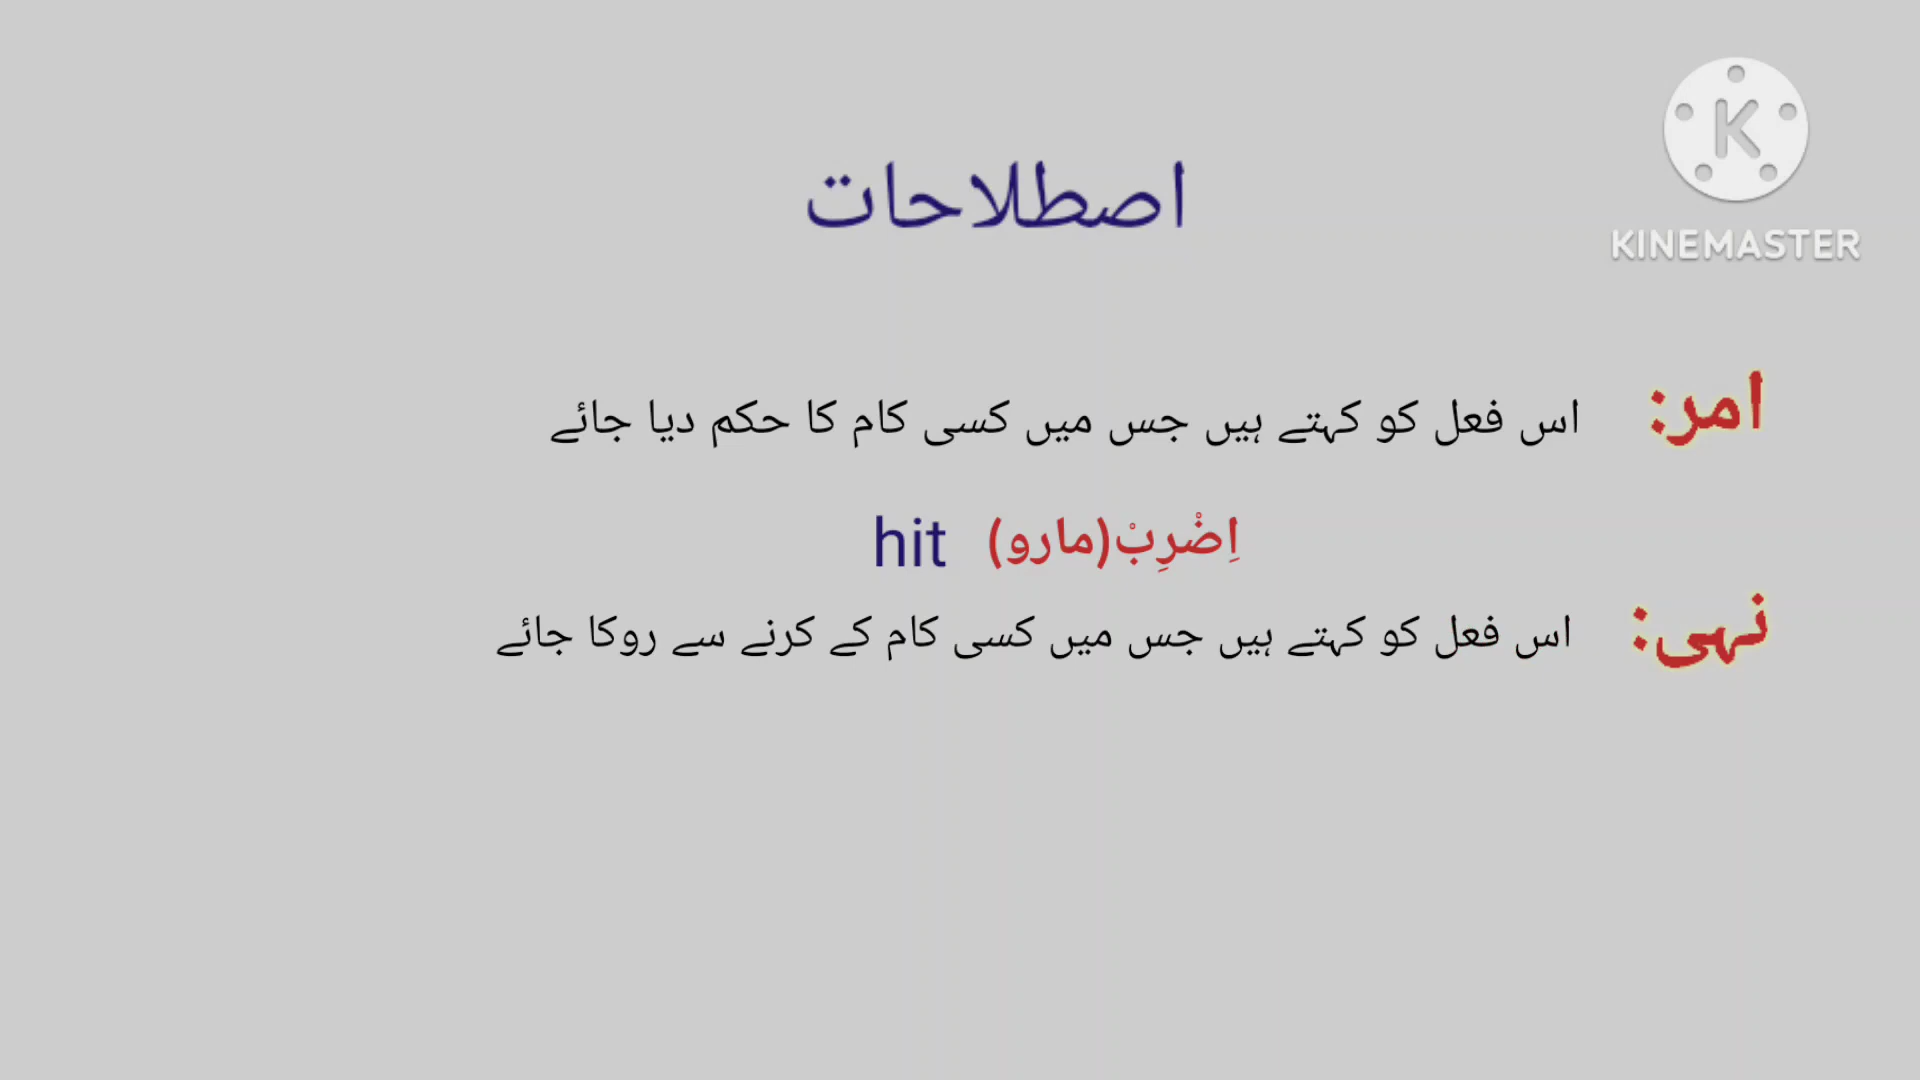 K
KINEMASTER
اصطلاحات
امر: اس فعل کو کہتے ہیں جس میں کسی کام کا حکم دیا جائے
اِضْرِبْ(مارو) hit
نہی: اس فعل کو کہتے ہیں جس میں کسی کام کے کرنے سے روکا جائے